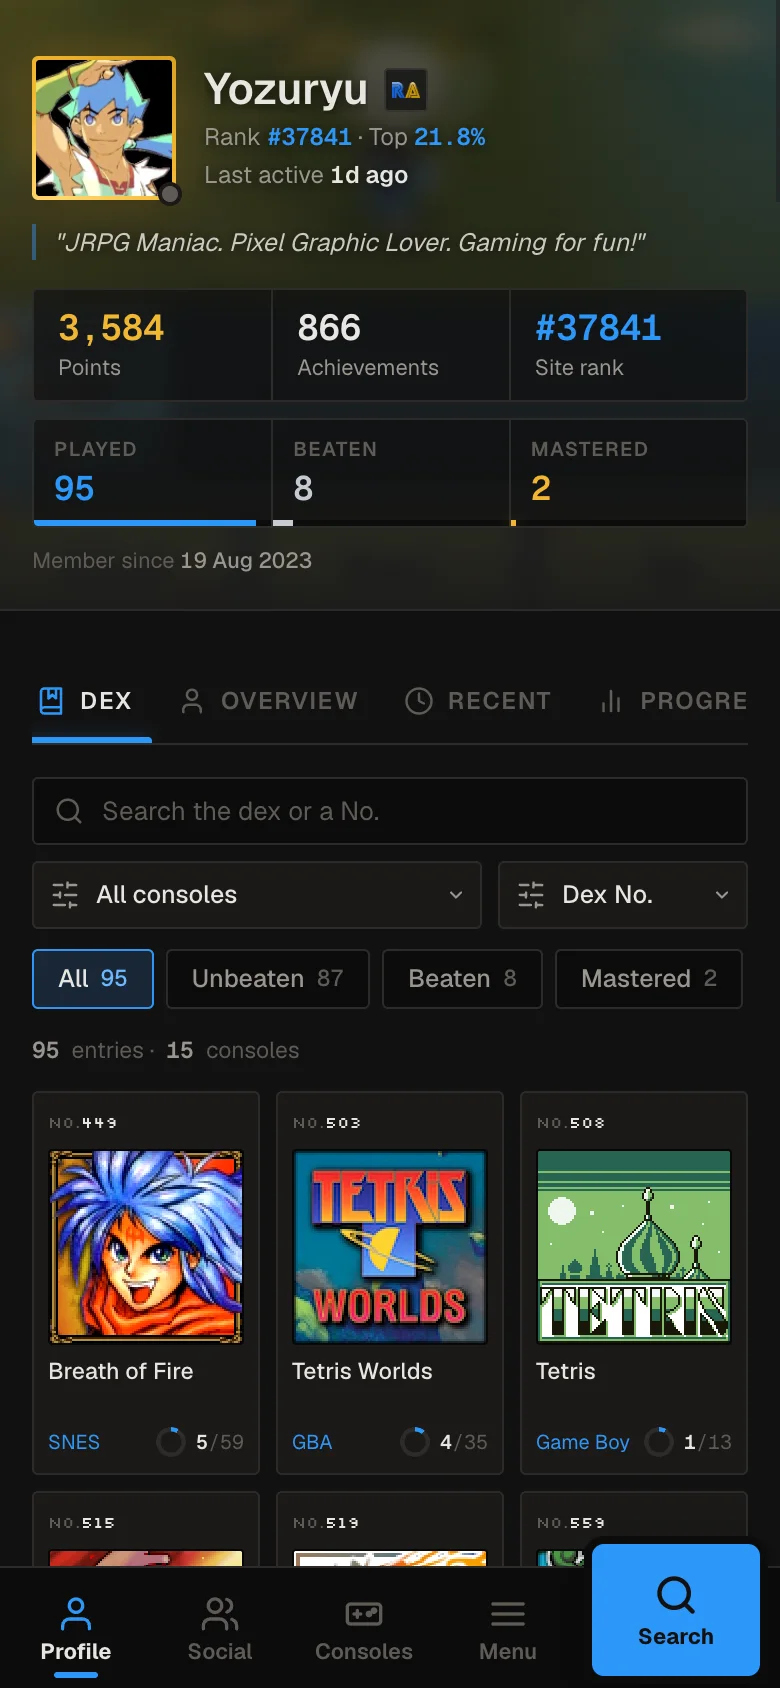 Yozuryu RA
Rank #37841 · Top 21.8%
Last active 1d ago
"JRPG Maniac. Pixel Graphic Lover. Gaming for fun!"
3,584 866 #37841
Points Achievements Site rank
PLAYED BEATEN MASTERED
95 8 2
Member since 19 Aug 2023
DEX OVERVIEW RECENT PROGRE
Search the dex or a No.
All consoles Dex No.
All 95 Unbeaten 87 Beaten 8 Mastered 2
95 entries · 15 consoles
NO.449 NO.503 NO.508
TETRIS
WORLDS
TETRIS
Breath of Fire Tetris Worlds Tetris
SNES 5/59 GBA 4/35 Game Boy 1/13
NO.515 NO.519 NO.559
Profile Social Consoles Menu Search